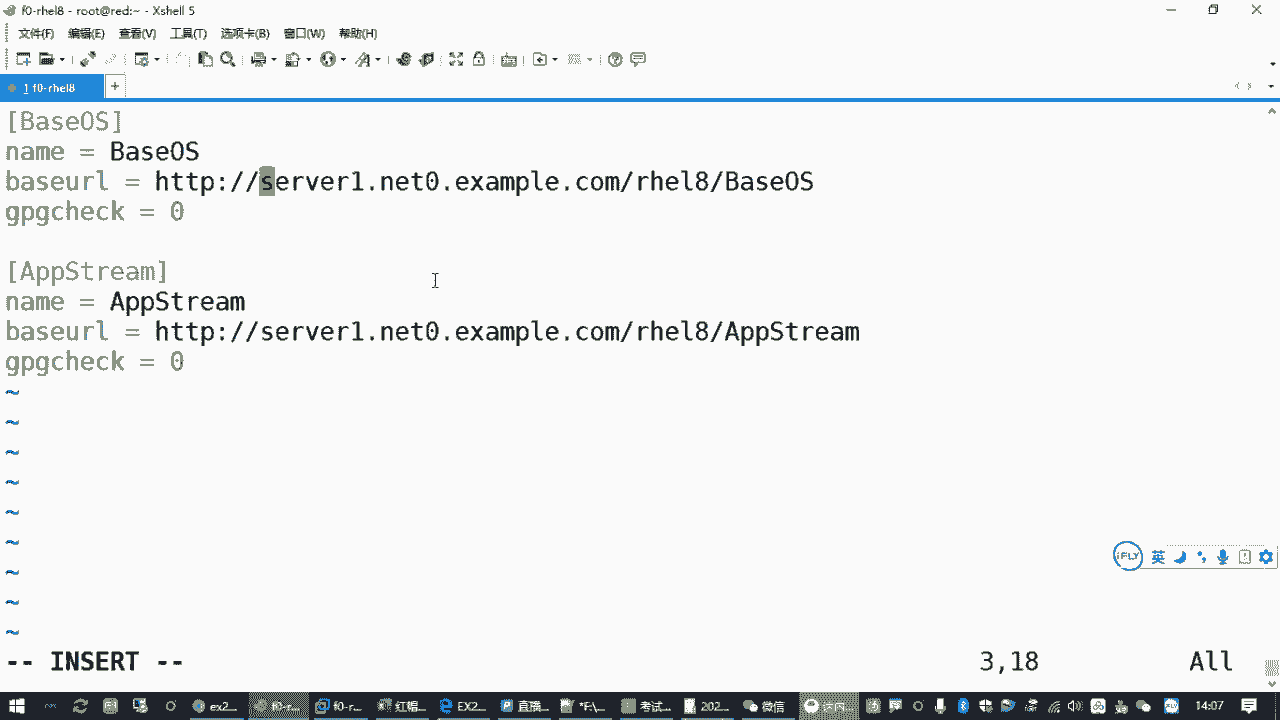 f0-rhel8 - root@red:~ - Xshell 5
文件(F) 编辑(E) 查看(V) 工具(T) 选项卡(B) 窗口(W) 帮助(H)
1 f0-rhel8
[BaseOS]
name = BaseOS
baseurl = http://server1.net0.example.com/rhel8/BaseOS
gpgcheck = 0
[AppStream]
name = AppStream
baseurl = http://server1.net0.example.com/rhel8/AppStream
gpgcheck = 0
~
~
~
~
~
~
~
~
~
iFLY 英
-- INSERT -- 3,18 All
ex2... f0-r... f0-r... 红帽... EX2... 直播... *F\... 考试... 202... 微信 14:07